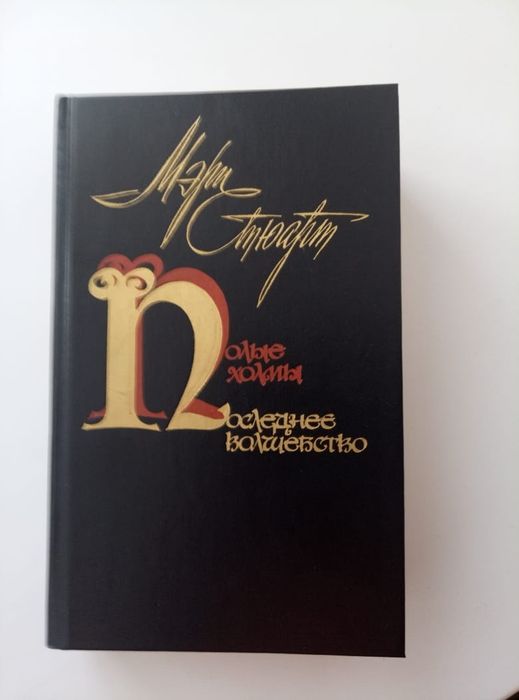 Мэри
Стюарт
Полые
холмы
Последнее
волшебство